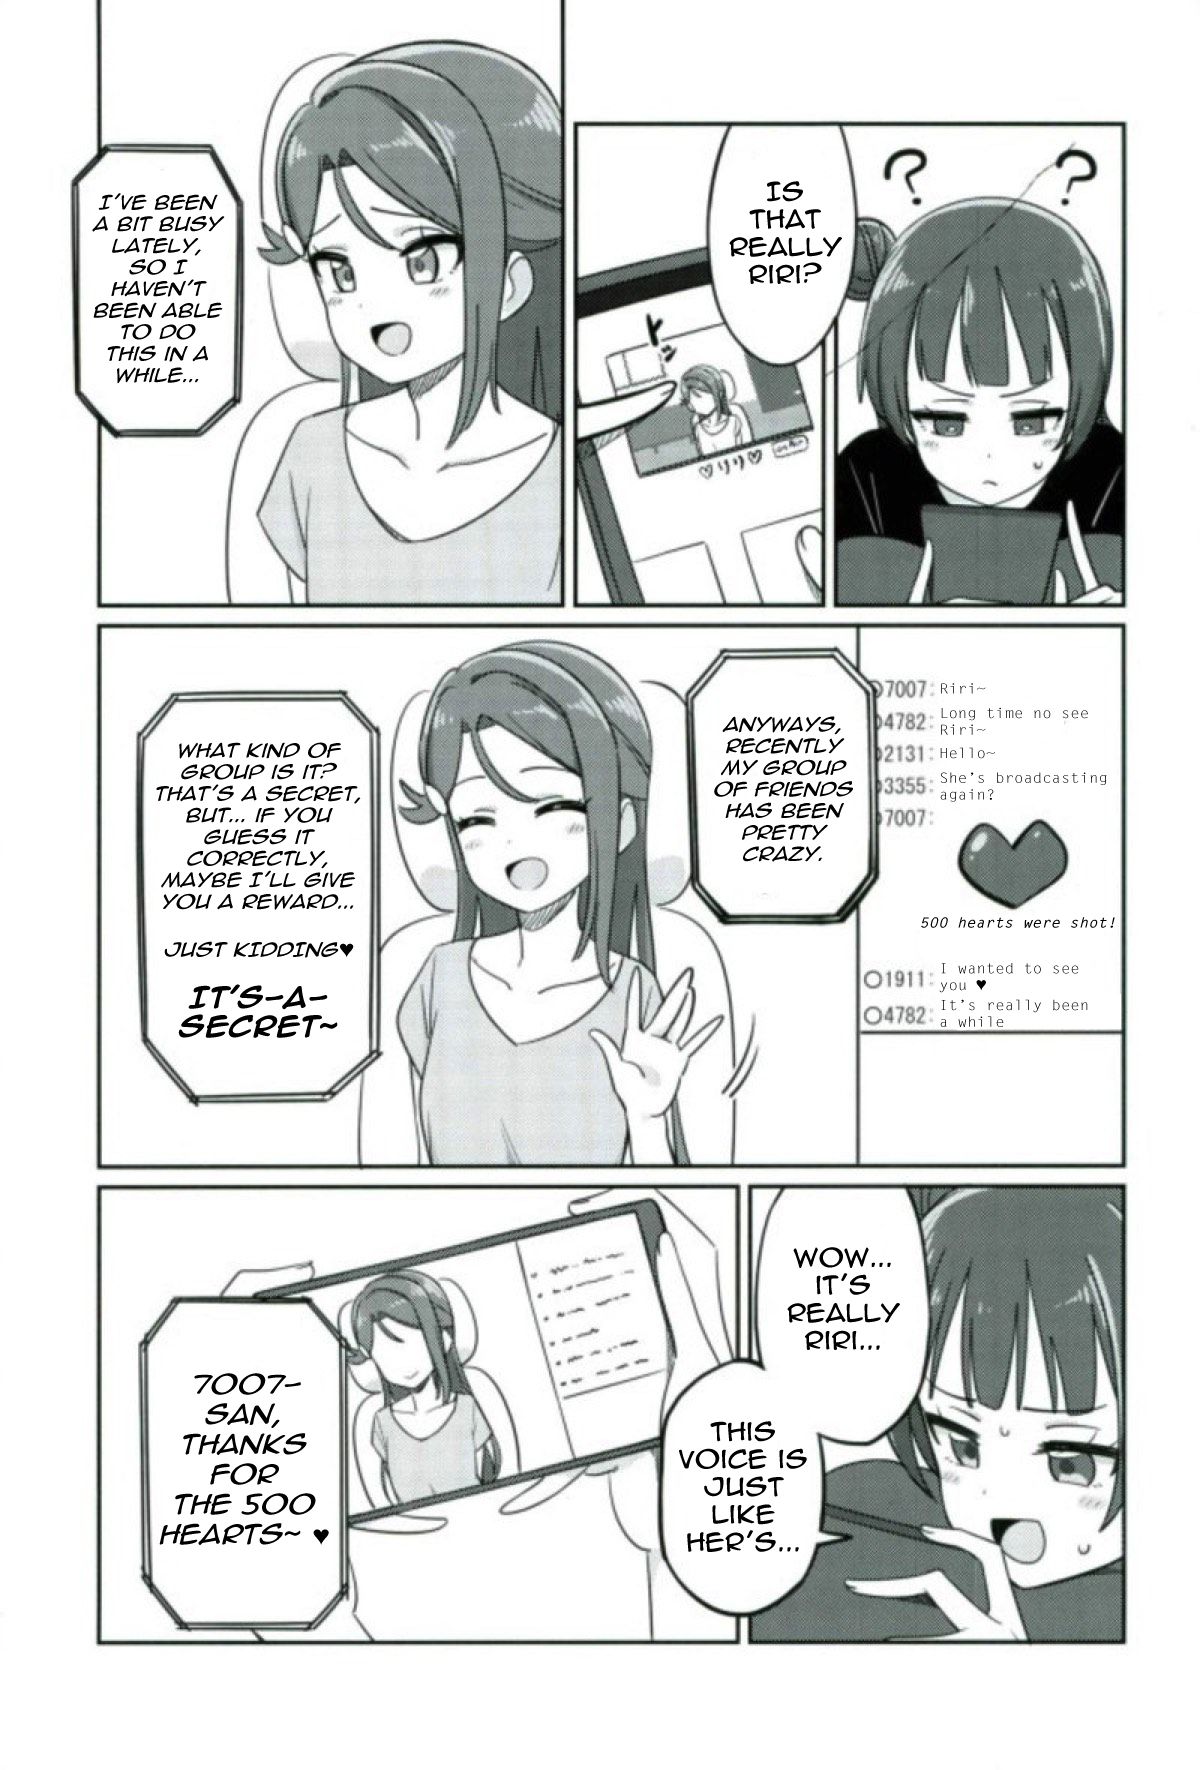 ?
?
IS
THAT
REALLY
RIRI?
ドッ
♡りり♡
I'VE BEEN
A BIT BUSY
LATELY,
SO I
HAVEN'T
BEEN ABLE
TO DO
THIS IN A
WHILE...
○7007: Riri~
○4782: Long time no see
Riri~
○2131: Hello~
○3355: She's broadcasting
again?
○7007:
500 hearts were shot!
○1911: I wanted to see
you ♥
○4782: It's really been
a while
ANYWAYS,
RECENTLY
MY GROUP
OF FRIENDS
HAS BEEN
PRETTY
CRAZY.
WHAT KIND OF
GROUP IS IT?
THAT'S A SECRET,
BUT... IF YOU
GUESS IT
CORRECTLY,
MAYBE I'LL GIVE
YOU A REWARD...
JUST KIDDING♥
IT'S-A-
SECRET~
WOW...
IT'S
REALLY
RIRI...
THIS
VOICE IS
JUST
LIKE
HER'S...
7007-
SAN,
THANKS
FOR
THE 500
HEARTS~ ♥